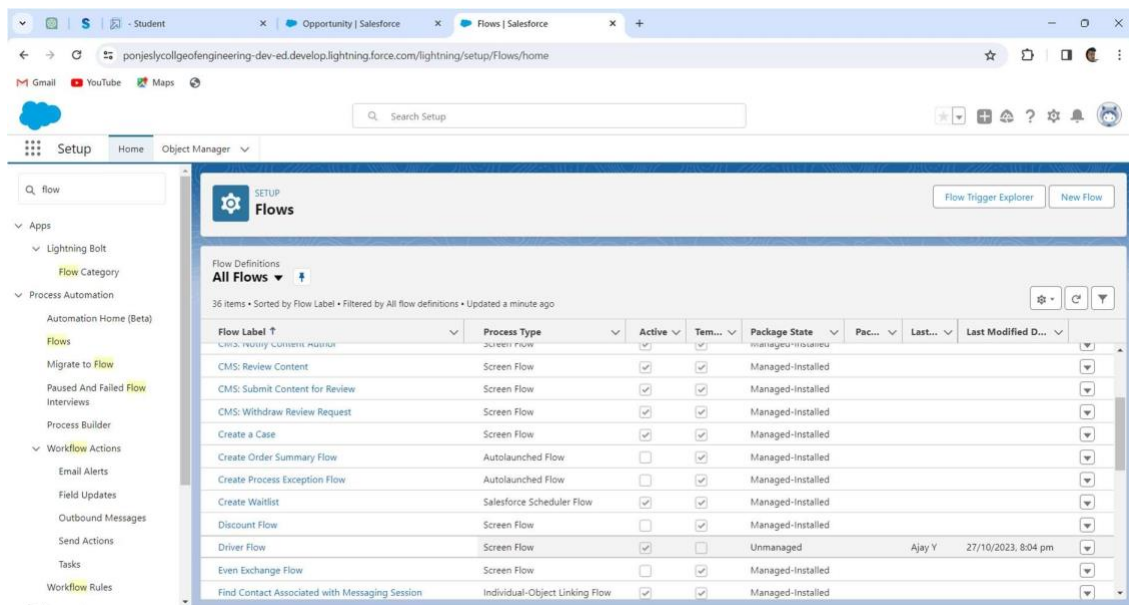 S - Student Opportunity | Salesforce Flows | Salesforce
ponjeslycollgeofengineering-dev-ed.develop.lightning.force.com/lightning/setup/Flows/home
Gmail YouTube Maps
Search Setup
Setup Home Object Manager
flow
Apps
Lightning Bolt
Flow Category
Process Automation
Automation Home (Beta)
Flows
Migrate to Flow
Paused And Failed Flow
Interviews
Process Builder
Workflow Actions
Email Alerts
Field Updates
Outbound Messages
Send Actions
Tasks
Workflow Rules
SETUP
Flows
Flow Trigger Explorer New Flow
Flow Definitions
All Flows
36 items • Sorted by Flow Label • Filtered by All flow definitions • Updated a minute ago
Flow Label ↑ Process Type Active Tem... Package State Pac... Last... Last Modified D...
CMS: Notify Content Author Screen Flow Managed-Installed
CMS: Review Content Screen Flow Managed-Installed
CMS: Submit Content for Review Screen Flow Managed-Installed
CMS: Withdraw Review Request Screen Flow Managed-Installed
Create a Case Screen Flow Managed-Installed
Create Order Summary Flow Autolaunched Flow Managed-Installed
Create Process Exception Flow Autolaunched Flow Managed-Installed
Create Waitlist Salesforce Scheduler Flow Managed-Installed
Discount Flow Screen Flow Managed-Installed
Driver Flow Screen Flow Unmanaged Ajay Y 27/10/2023, 8:04 pm
Even Exchange Flow Screen Flow Managed-Installed
Find Contact Associated with Messaging Session Individual-Object Linking Flow Managed-Installed